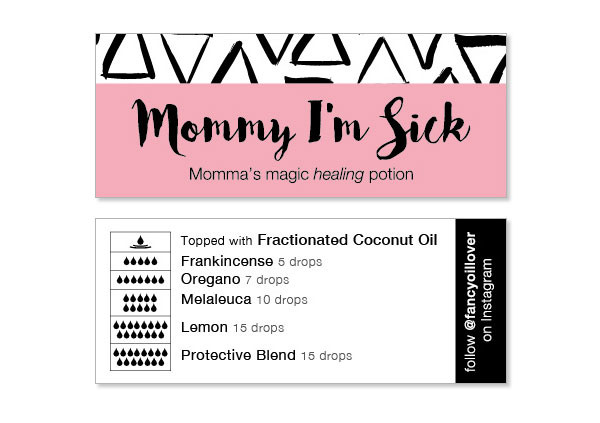 Mommy I'm Sick
Momma's magic healing potion
Topped with Fractionated Coconut Oil
Frankincense 5 drops
Oregano 7 drops
Melaleuca 10 drops
Lemon 15 drops
Protective Blend 15 drops
follow @fancyoillover
on Instagram